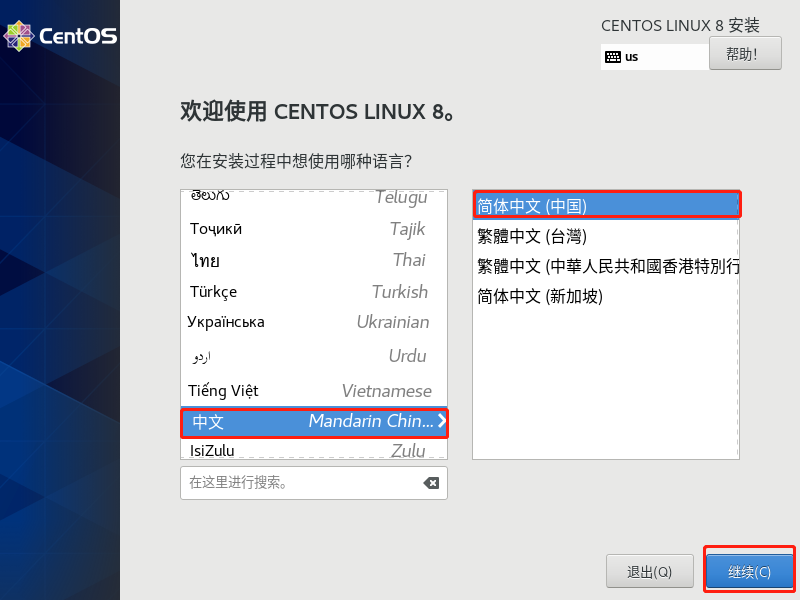 CentOS
CENTOS LINUX 8 安装
us
帮助!
欢迎使用 CENTOS LINUX 8。
您在安装过程中想使用哪种语言?
తెలుగు Telugu
Тоҷикӣ Tajik
ไทย Thai
Türkçe Turkish
Українська Ukrainian
اردو Urdu
Tiếng Việt Vietnamese
中文 Mandarin Chin...
IsiZulu Zulu
简体中文 (中国)
繁體中文 (台灣)
繁體中文 (中華人民共和國香港特別行
简体中文 (新加坡)
在这里进行搜索。
退出(Q)
继续(C)